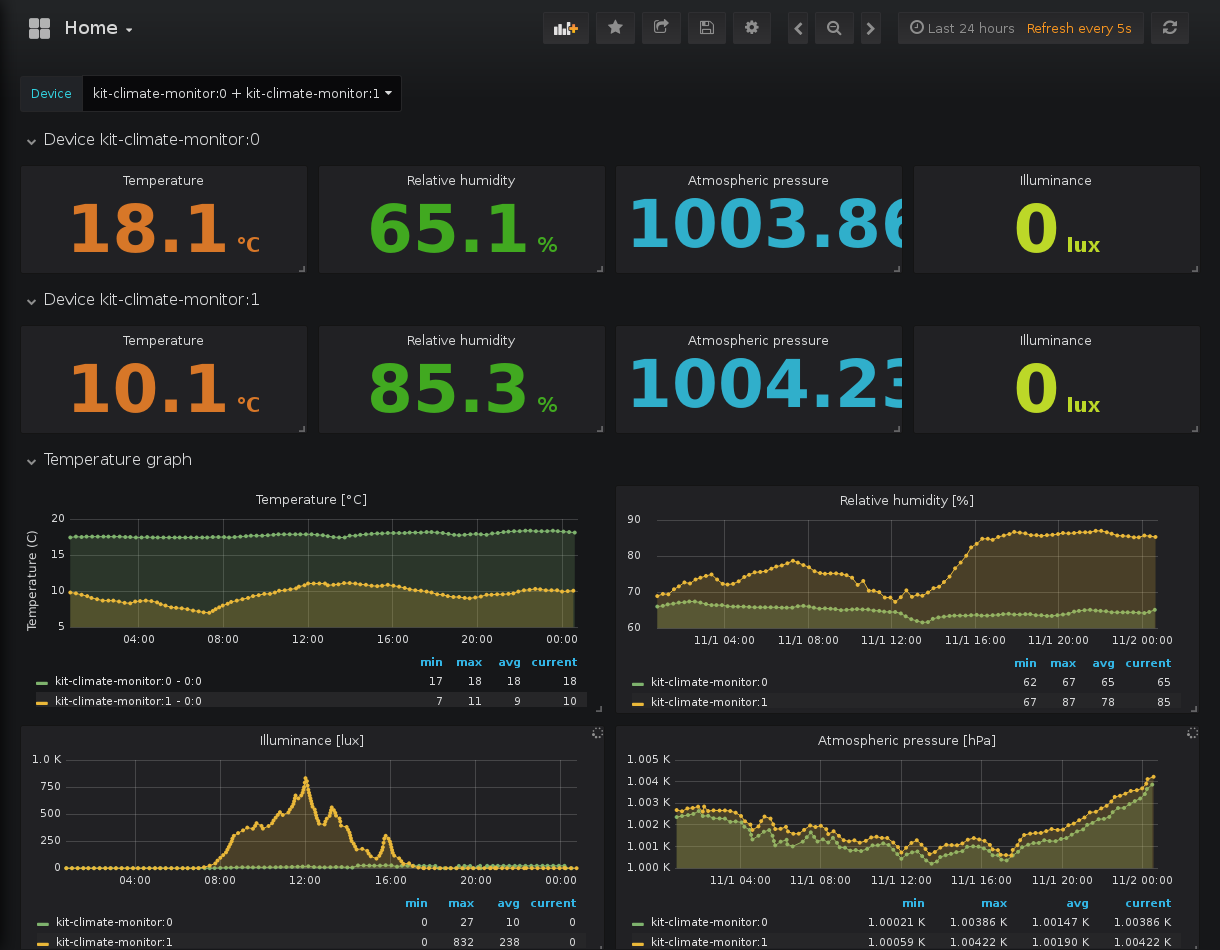 Home
Last 24 hours Refresh every 5s
Device kit-climate-monitor:0 + kit-climate-monitor:1
Device kit-climate-monitor:0
Temperature Relative humidity Atmospheric pressure Illuminance
18.1 °C 65.1 % 1003.86 0 lux
Device kit-climate-monitor:1
Temperature Relative humidity Atmospheric pressure Illuminance
10.1 °C 85.3 % 1004.23 0 lux
Temperature graph
Temperature [°C]
Temperature (C)
20
15
10
5
04:00 08:00 12:00 16:00 20:00 00:00
min max avg current
kit-climate-monitor:0 - 0:0 17 18 18 18
kit-climate-monitor:1 - 0:0 7 11 9 10
Relative humidity [%]
90
80
70
60
11/1 04:00 11/1 08:00 11/1 12:00 11/1 16:00 11/1 20:00 11/2 00:00
min max avg current
kit-climate-monitor:0 62 67 65 65
kit-climate-monitor:1 67 87 78 85
Illuminance [lux]
1.0 K
750
500
250
0
04:00 08:00 12:00 16:00 20:00 00:00
min max avg current
kit-climate-monitor:0 0 27 10 0
kit-climate-monitor:1 0 832 238 0
Atmospheric pressure [hPa]
1.005 K
1.004 K
1.003 K
1.002 K
1.001 K
1.000 K
11/1 04:00 11/1 08:00 11/1 12:00 11/1 16:00 11/1 20:00 11/2 00:00
min max avg current
kit-climate-monitor:0 1.00021 K 1.00386 K 1.00147 K 1.00386 K
kit-climate-monitor:1 1.00059 K 1.00422 K 1.00190 K 1.00422 K